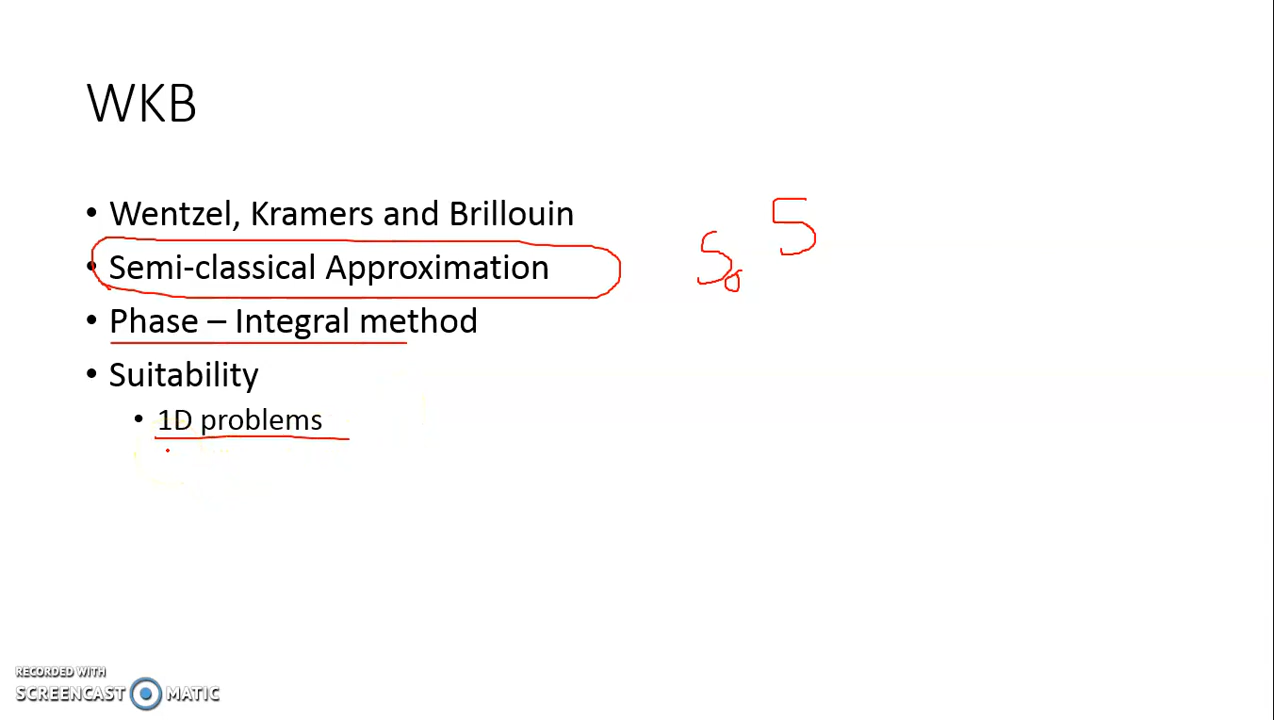 WKB
• Wentzel, Kramers and Brillouin
• Semi-classical Approximation
S₀ S
• Phase – Integral method
• Suitability
• 1D problems
RECORDED WITH
SCREENCAST MATIC